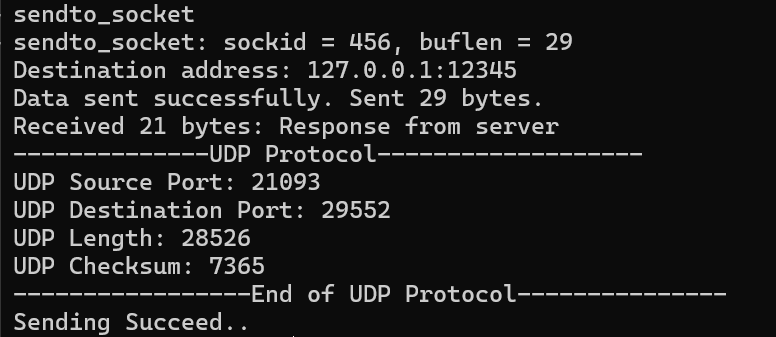 sendto_socket
sendto_socket: sockid = 456, buflen = 29
Destination address: 127.0.0.1:12345
Data sent successfully. Sent 29 bytes.
Received 21 bytes: Response from server
--------------UDP Protocol-------------------
UDP Source Port: 21093
UDP Destination Port: 29552
UDP Length: 28526
UDP Checksum: 7365
-----------------End of UDP Protocol---------------
Sending Succeed..